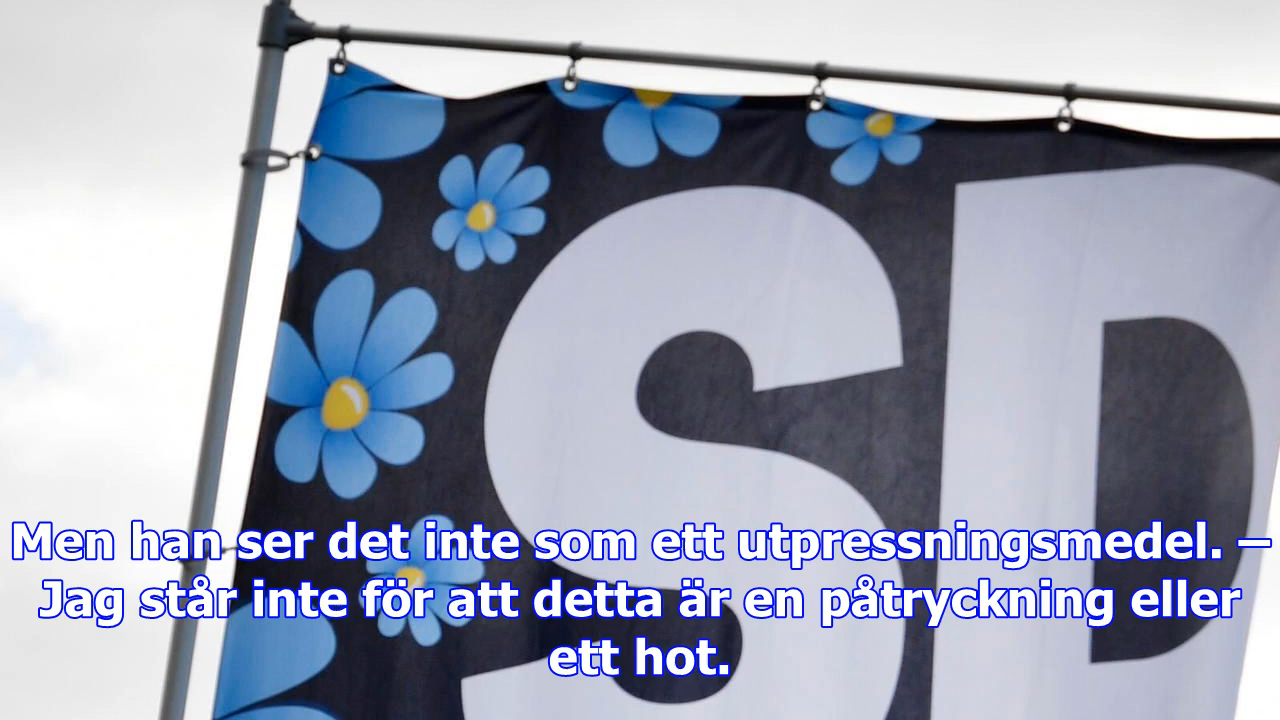 SD
Men han ser det inte som ett utpressningsmedel. –
Jag står inte för att detta är en påtryckning eller
ett hot.